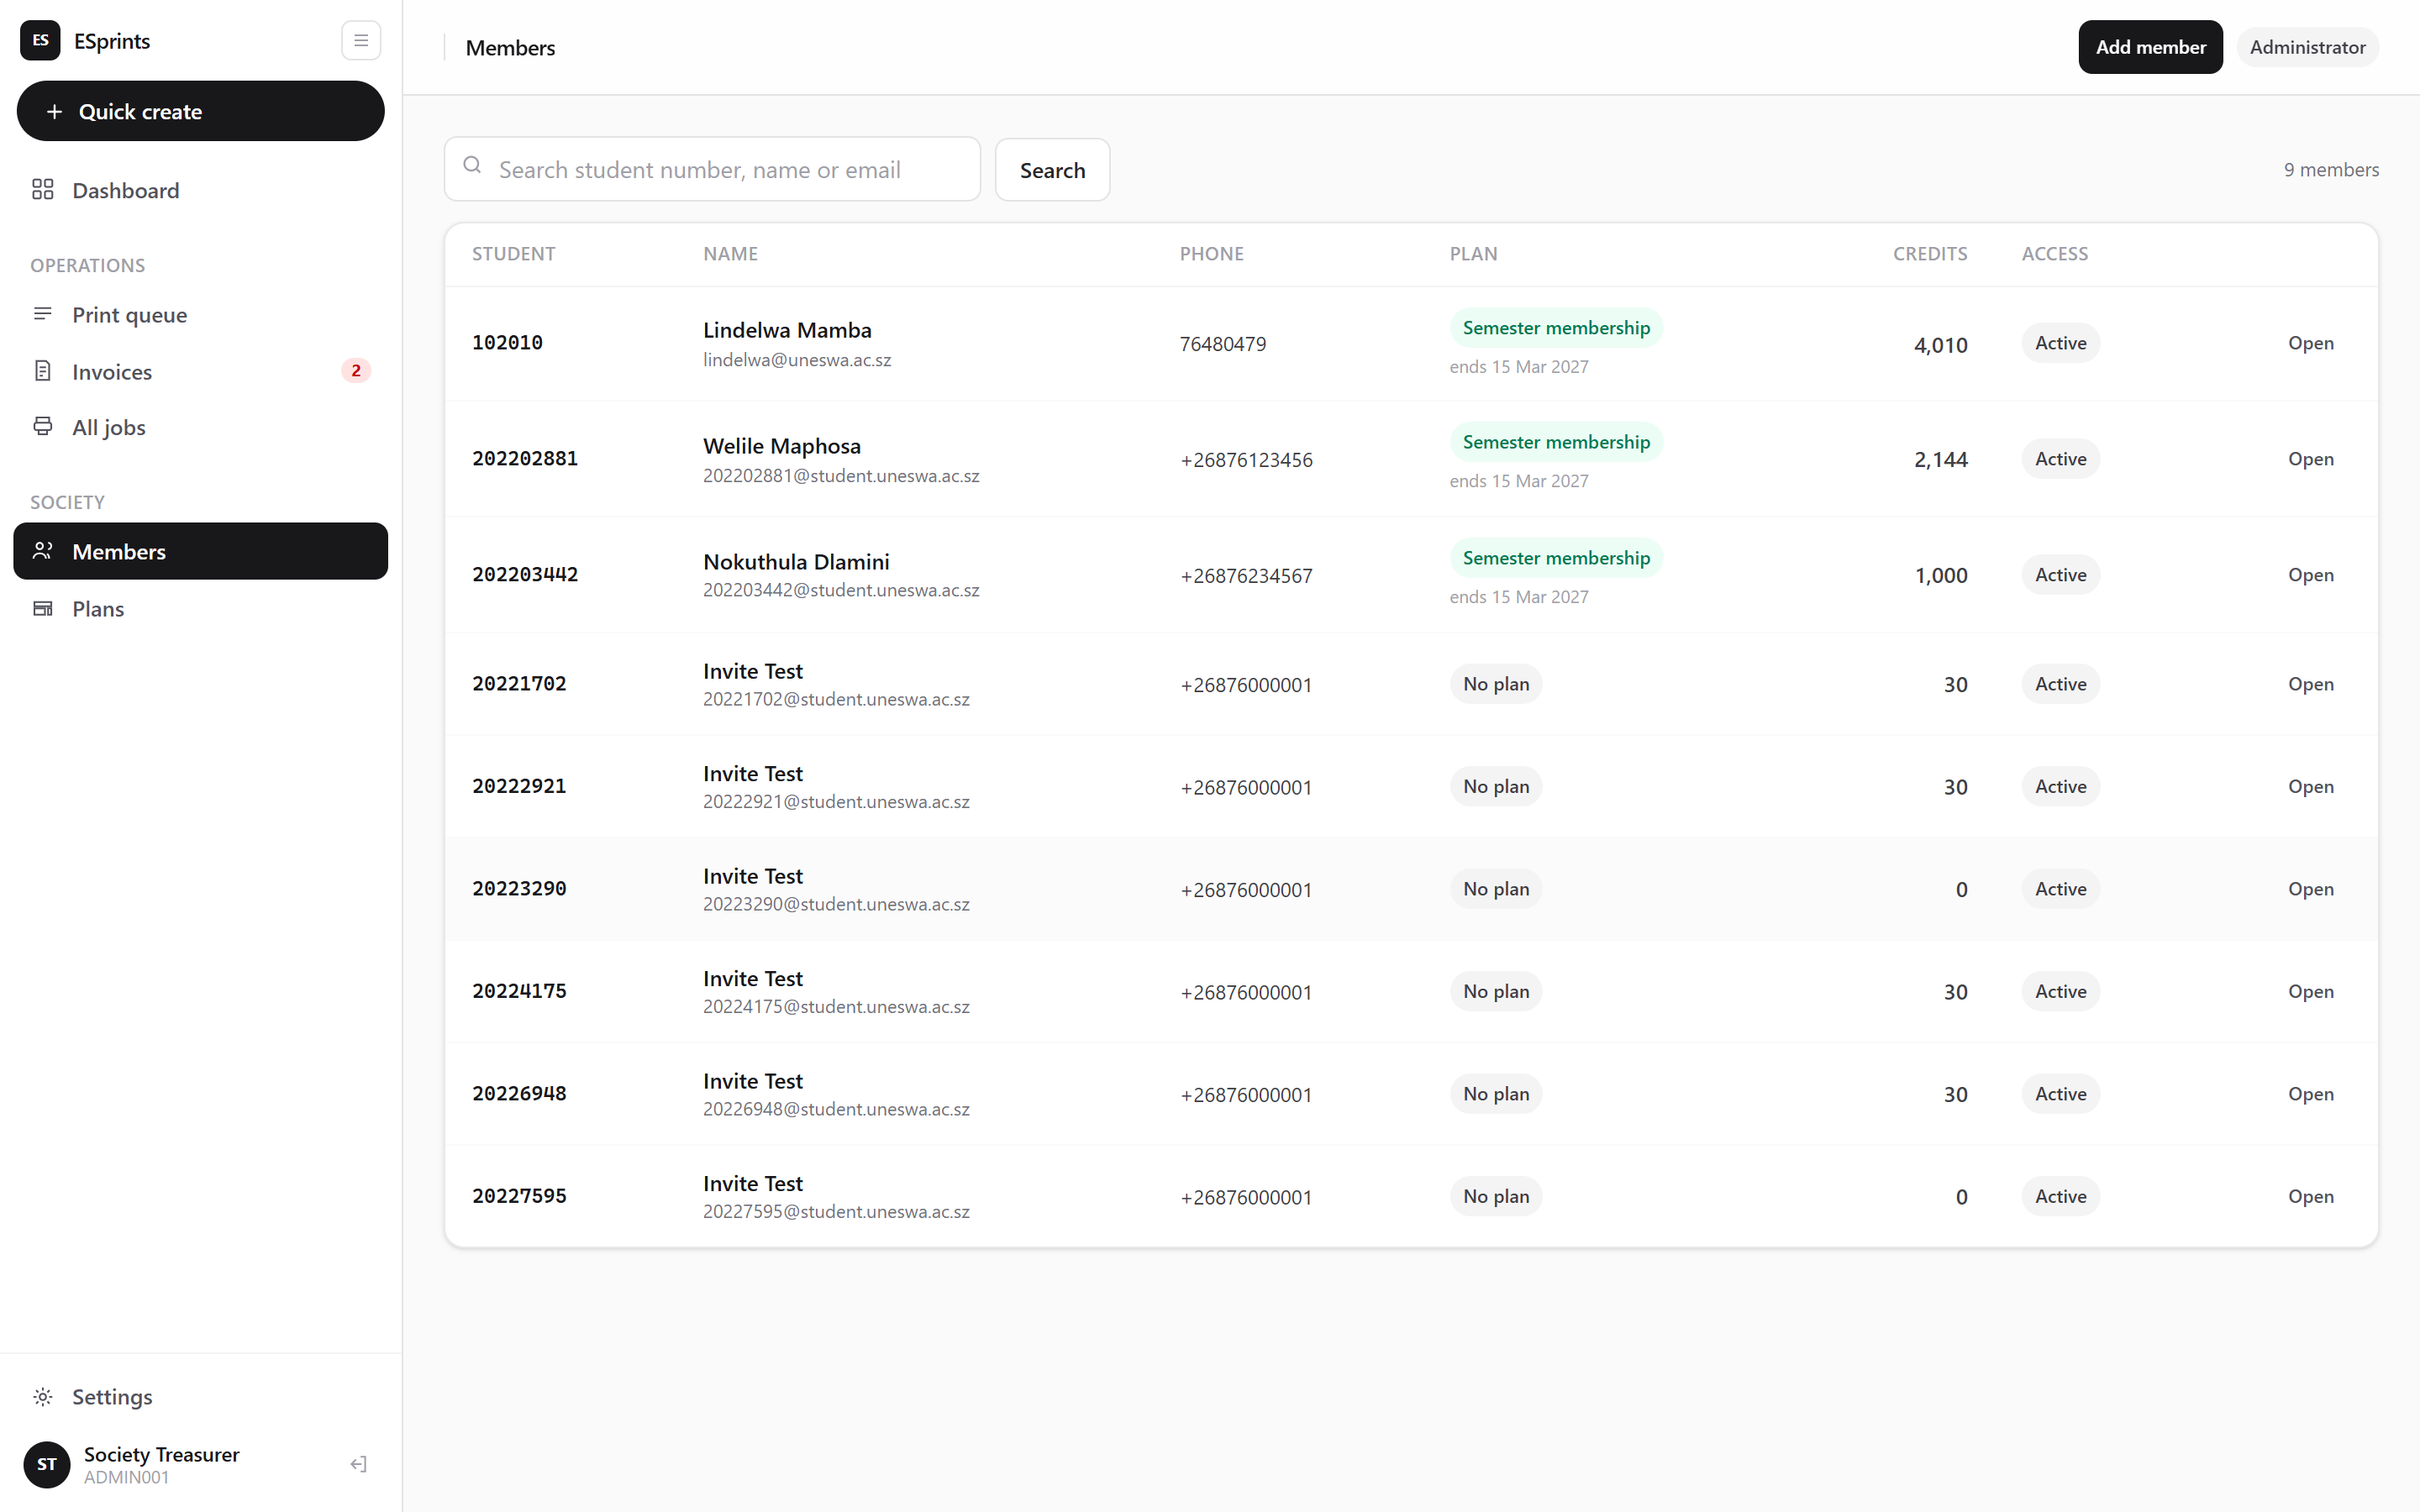 ES ESprints
Quick create
Dashboard
OPERATIONS
Print queue
Invoices 2
All jobs
SOCIETY
Members
Plans
Settings
ST Society Treasurer
ADMIN001
Members
Add member
Administrator
Search student number, name or email
Search
9 members
STUDENT NAME PHONE PLAN CREDITS ACCESS
102010 Lindelwa Mamba 76480479 Semester membership 4,010 Active Open
lindelwa@uneswa.ac.sz ends 15 Mar 2027
202202881 Welile Maphosa +26876123456 Semester membership 2,144 Active Open
202202881@student.uneswa.ac.sz ends 15 Mar 2027
202203442 Nokuthula Dlamini +26876234567 Semester membership 1,000 Active Open
202203442@student.uneswa.ac.sz ends 15 Mar 2027
20221702 Invite Test +26876000001 No plan 30 Active Open
20221702@student.uneswa.ac.sz
20222921 Invite Test +26876000001 No plan 30 Active Open
20222921@student.uneswa.ac.sz
20223290 Invite Test +26876000001 No plan 0 Active Open
20223290@student.uneswa.ac.sz
20224175 Invite Test +26876000001 No plan 30 Active Open
20224175@student.uneswa.ac.sz
20226948 Invite Test +26876000001 No plan 30 Active Open
20226948@student.uneswa.ac.sz
20227595 Invite Test +26876000001 No plan 0 Active Open
20227595@student.uneswa.ac.sz